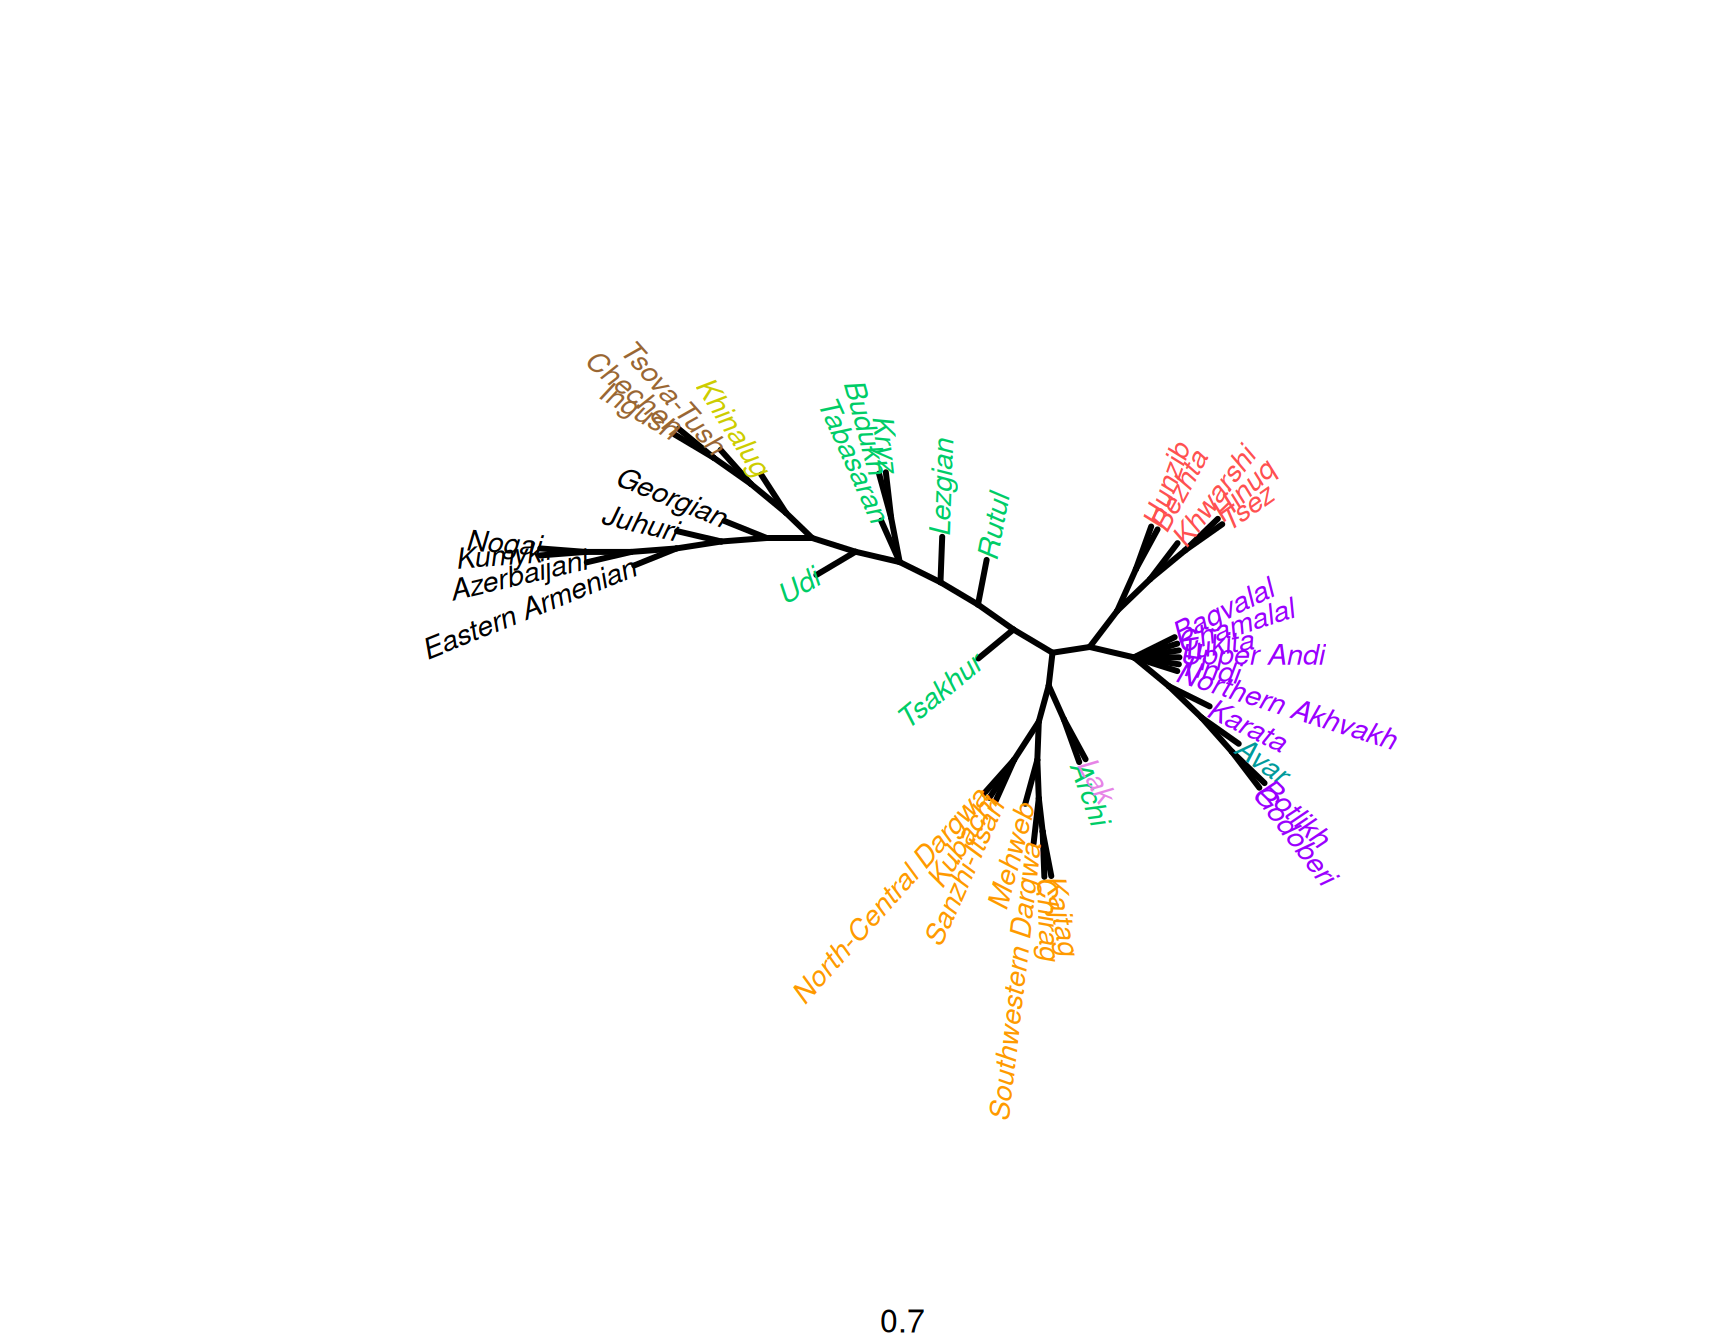 Tsova-Tush
Chechen
Ingush
Khinalug
Georgian
Juhuri
Nogai
Kumyk
Azerbaijani
Eastern Armenian
Udi
Tabasaran
Budukh
Kryz
Lezgian
Rutul
Tsakhur
Hunzib
Bezhta
Khwarshi
Hinuq
Tsez
Bagvalal
Chamalal
Tukita
Upper Andi
Tindi
Northern Akhvakh
Karata
Avar
Botlikh
Godoberi
Lak
Archi
North-Central Dargwa
Kubachi
Sanzhi-Itsari
Mehweb
Southwestern Dargwa
Chirag
Kaitag
0.7